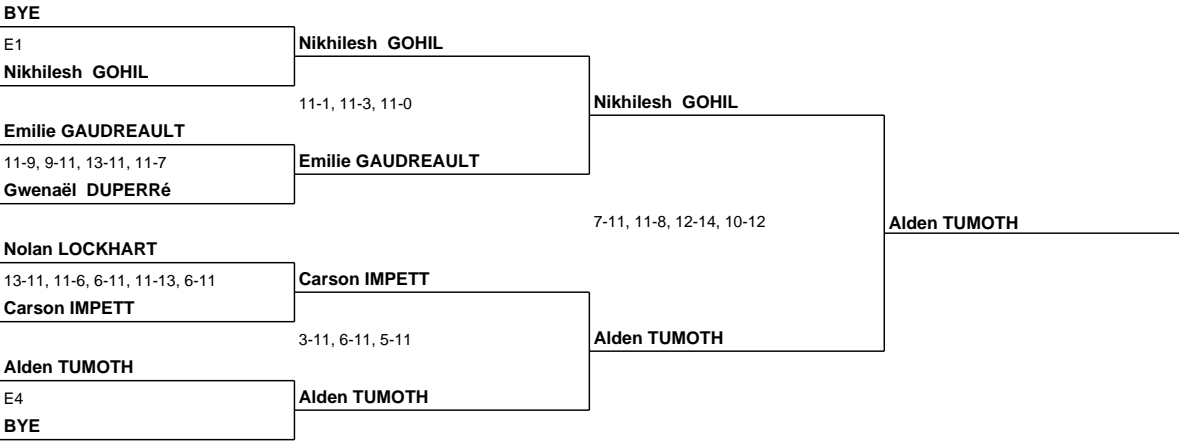 BYE
E1
Nikhilesh GOHIL
Nikhilesh GOHIL
11-1, 11-3, 11-0
Nikhilesh GOHIL
Emilie GAUDREAULT
11-9, 9-11, 13-11, 11-7
Emilie GAUDREAULT
Gwenaël DUPERRé
7-11, 11-8, 12-14, 10-12
Alden TUMOTH
Nolan LOCKHART
13-11, 11-6, 6-11, 11-13, 6-11
Carson IMPETT
Carson IMPETT
3-11, 6-11, 5-11
Alden TUMOTH
Alden TUMOTH
E4
Alden TUMOTH
BYE